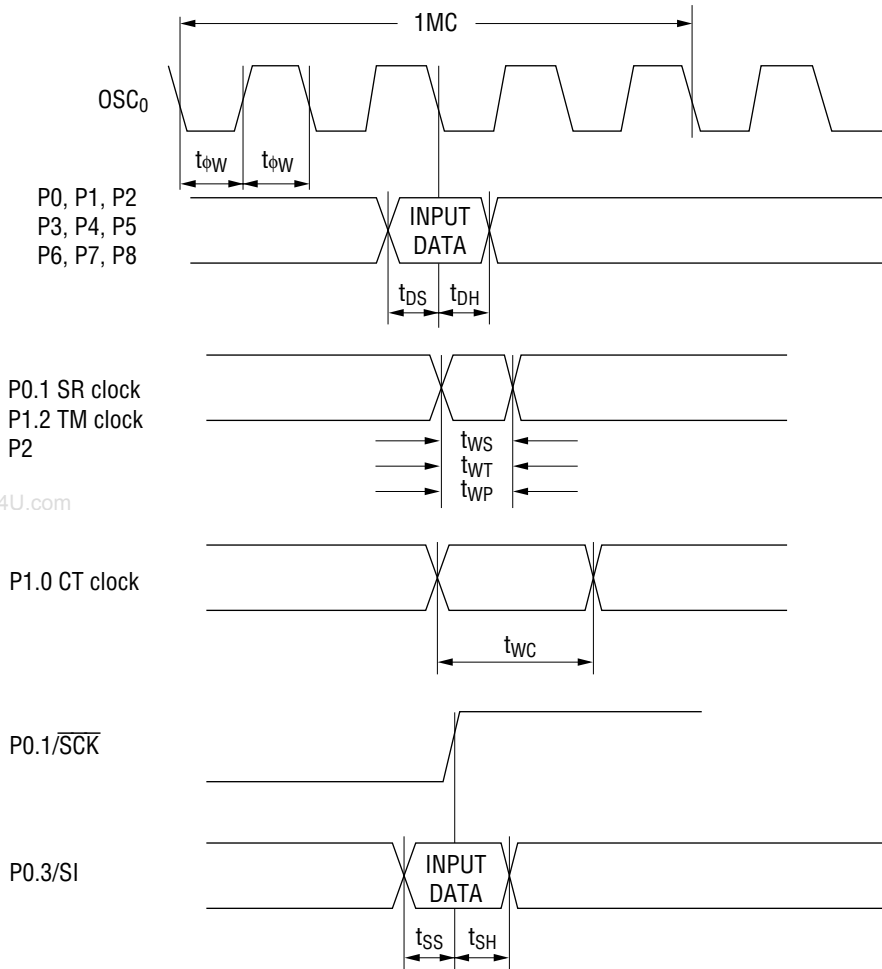 1MC
OSC₀
tϕW tϕW
P0, P1, P2
P3, P4, P5
P6, P7, P8
INPUT
DATA
tDS tDH
P0.1 SR clock
P1.2 TM clock
P2
tWS
tWT
tWP
4U.com
P1.0 CT clock
tWC
P0.1/S̅C̅K̅
P0.3/SI
INPUT
DATA
tSS tSH